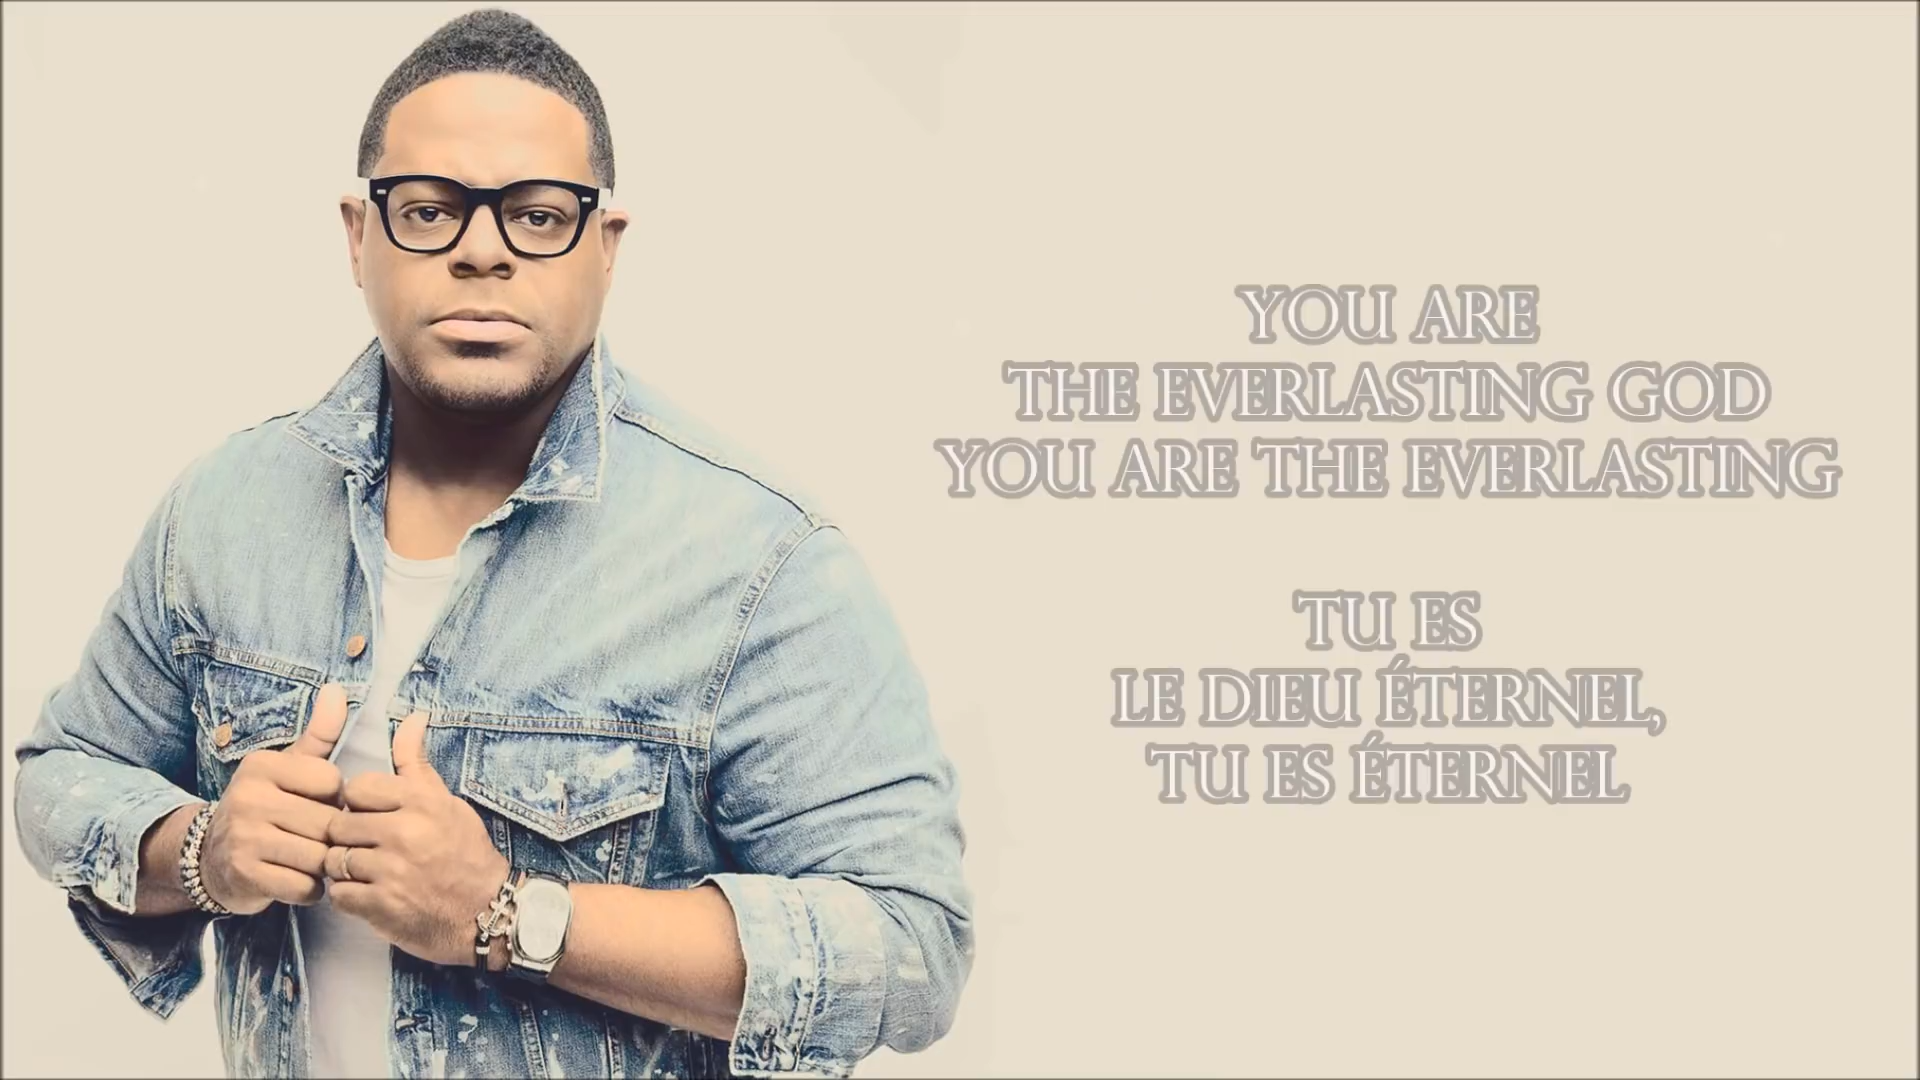 YOU ARE
THE EVERLASTING GOD
YOU ARE THE EVERLASTING
TU ES
LE DIEU ÉTERNEL,
TU ES ÉTERNEL